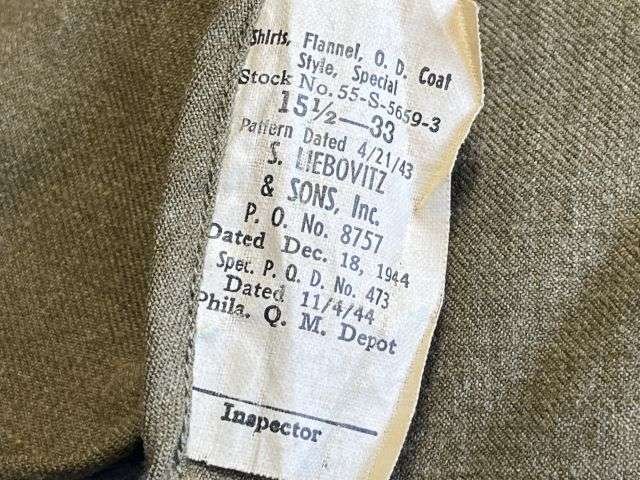 Shirts, Flannel, O. D. Coat
Style, Special
Stock No. 55-S-5659-3
15½—33
Pattern Dated 4/21/43
S. LIEBOVITZ
& SONS, Inc.
P. O. No. 8757
Dated Dec. 18, 1944
Spec. P. Q. D. No. 473
Dated 11/4/44
Phila. Q. M. Depot
Inspector